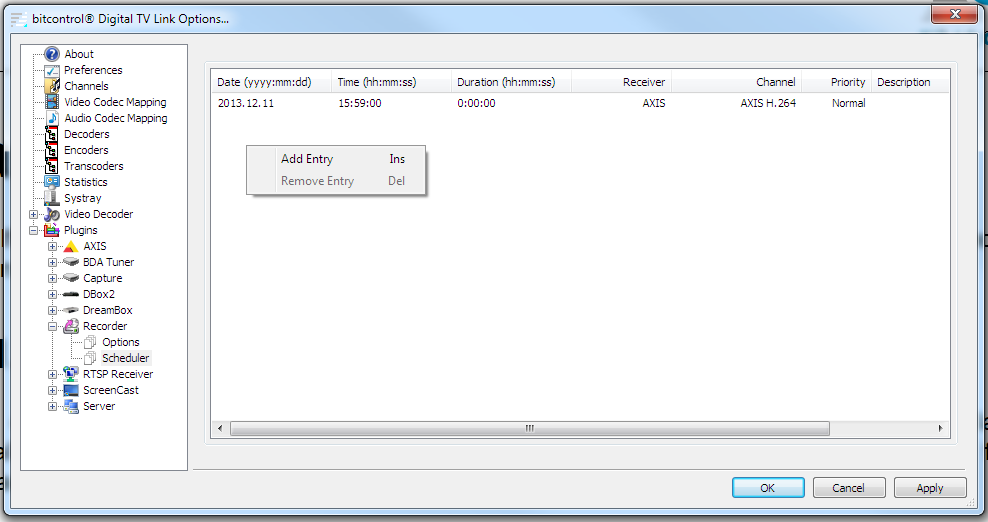 bitcontrol® Digital TV Link Options...
About
Preferences
Channels
Video Codec Mapping
Audio Codec Mapping
Decoders
Encoders
Transcoders
Statistics
Systray
Video Decoder
Plugins
AXIS
BDA Tuner
Capture
DBox2
DreamBox
Recorder
Options
Scheduler
RTSP Receiver
ScreenCast
Server
Date (yyyy:mm:dd) Time (hh:mm:ss) Duration (hh:mm:ss) Receiver Channel Priority Description
2013.12.11 15:59:00 0:00:00 AXIS AXIS H.264 Normal
Add Entry Ins
Remove Entry Del
OK Cancel Apply